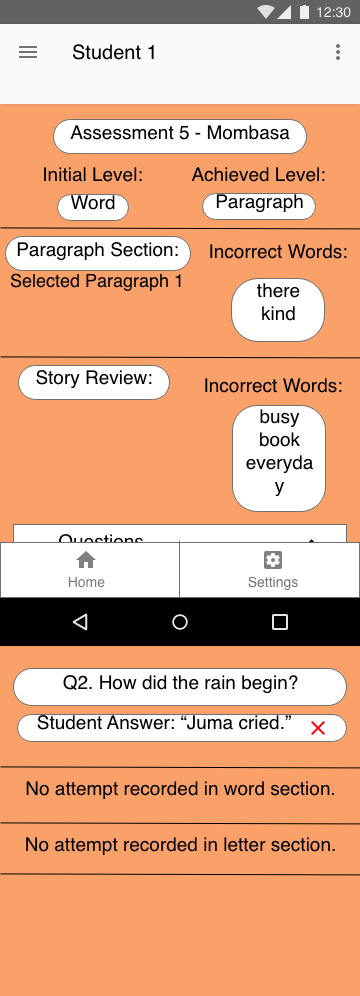 12:30
Student 1
Assessment 5 - Mombasa
Initial Level:
Achieved Level:
Word
Paragraph
Paragraph Section:
Incorrect Words:
Selected Paragraph 1
there
kind
Story Review:
Incorrect Words:
busy
book
everyda
y
Questions
Home
Settings
Q2. How did the rain begin?
Student Answer: “Juma cried.”
No attempt recorded in word section.
No attempt recorded in letter section.